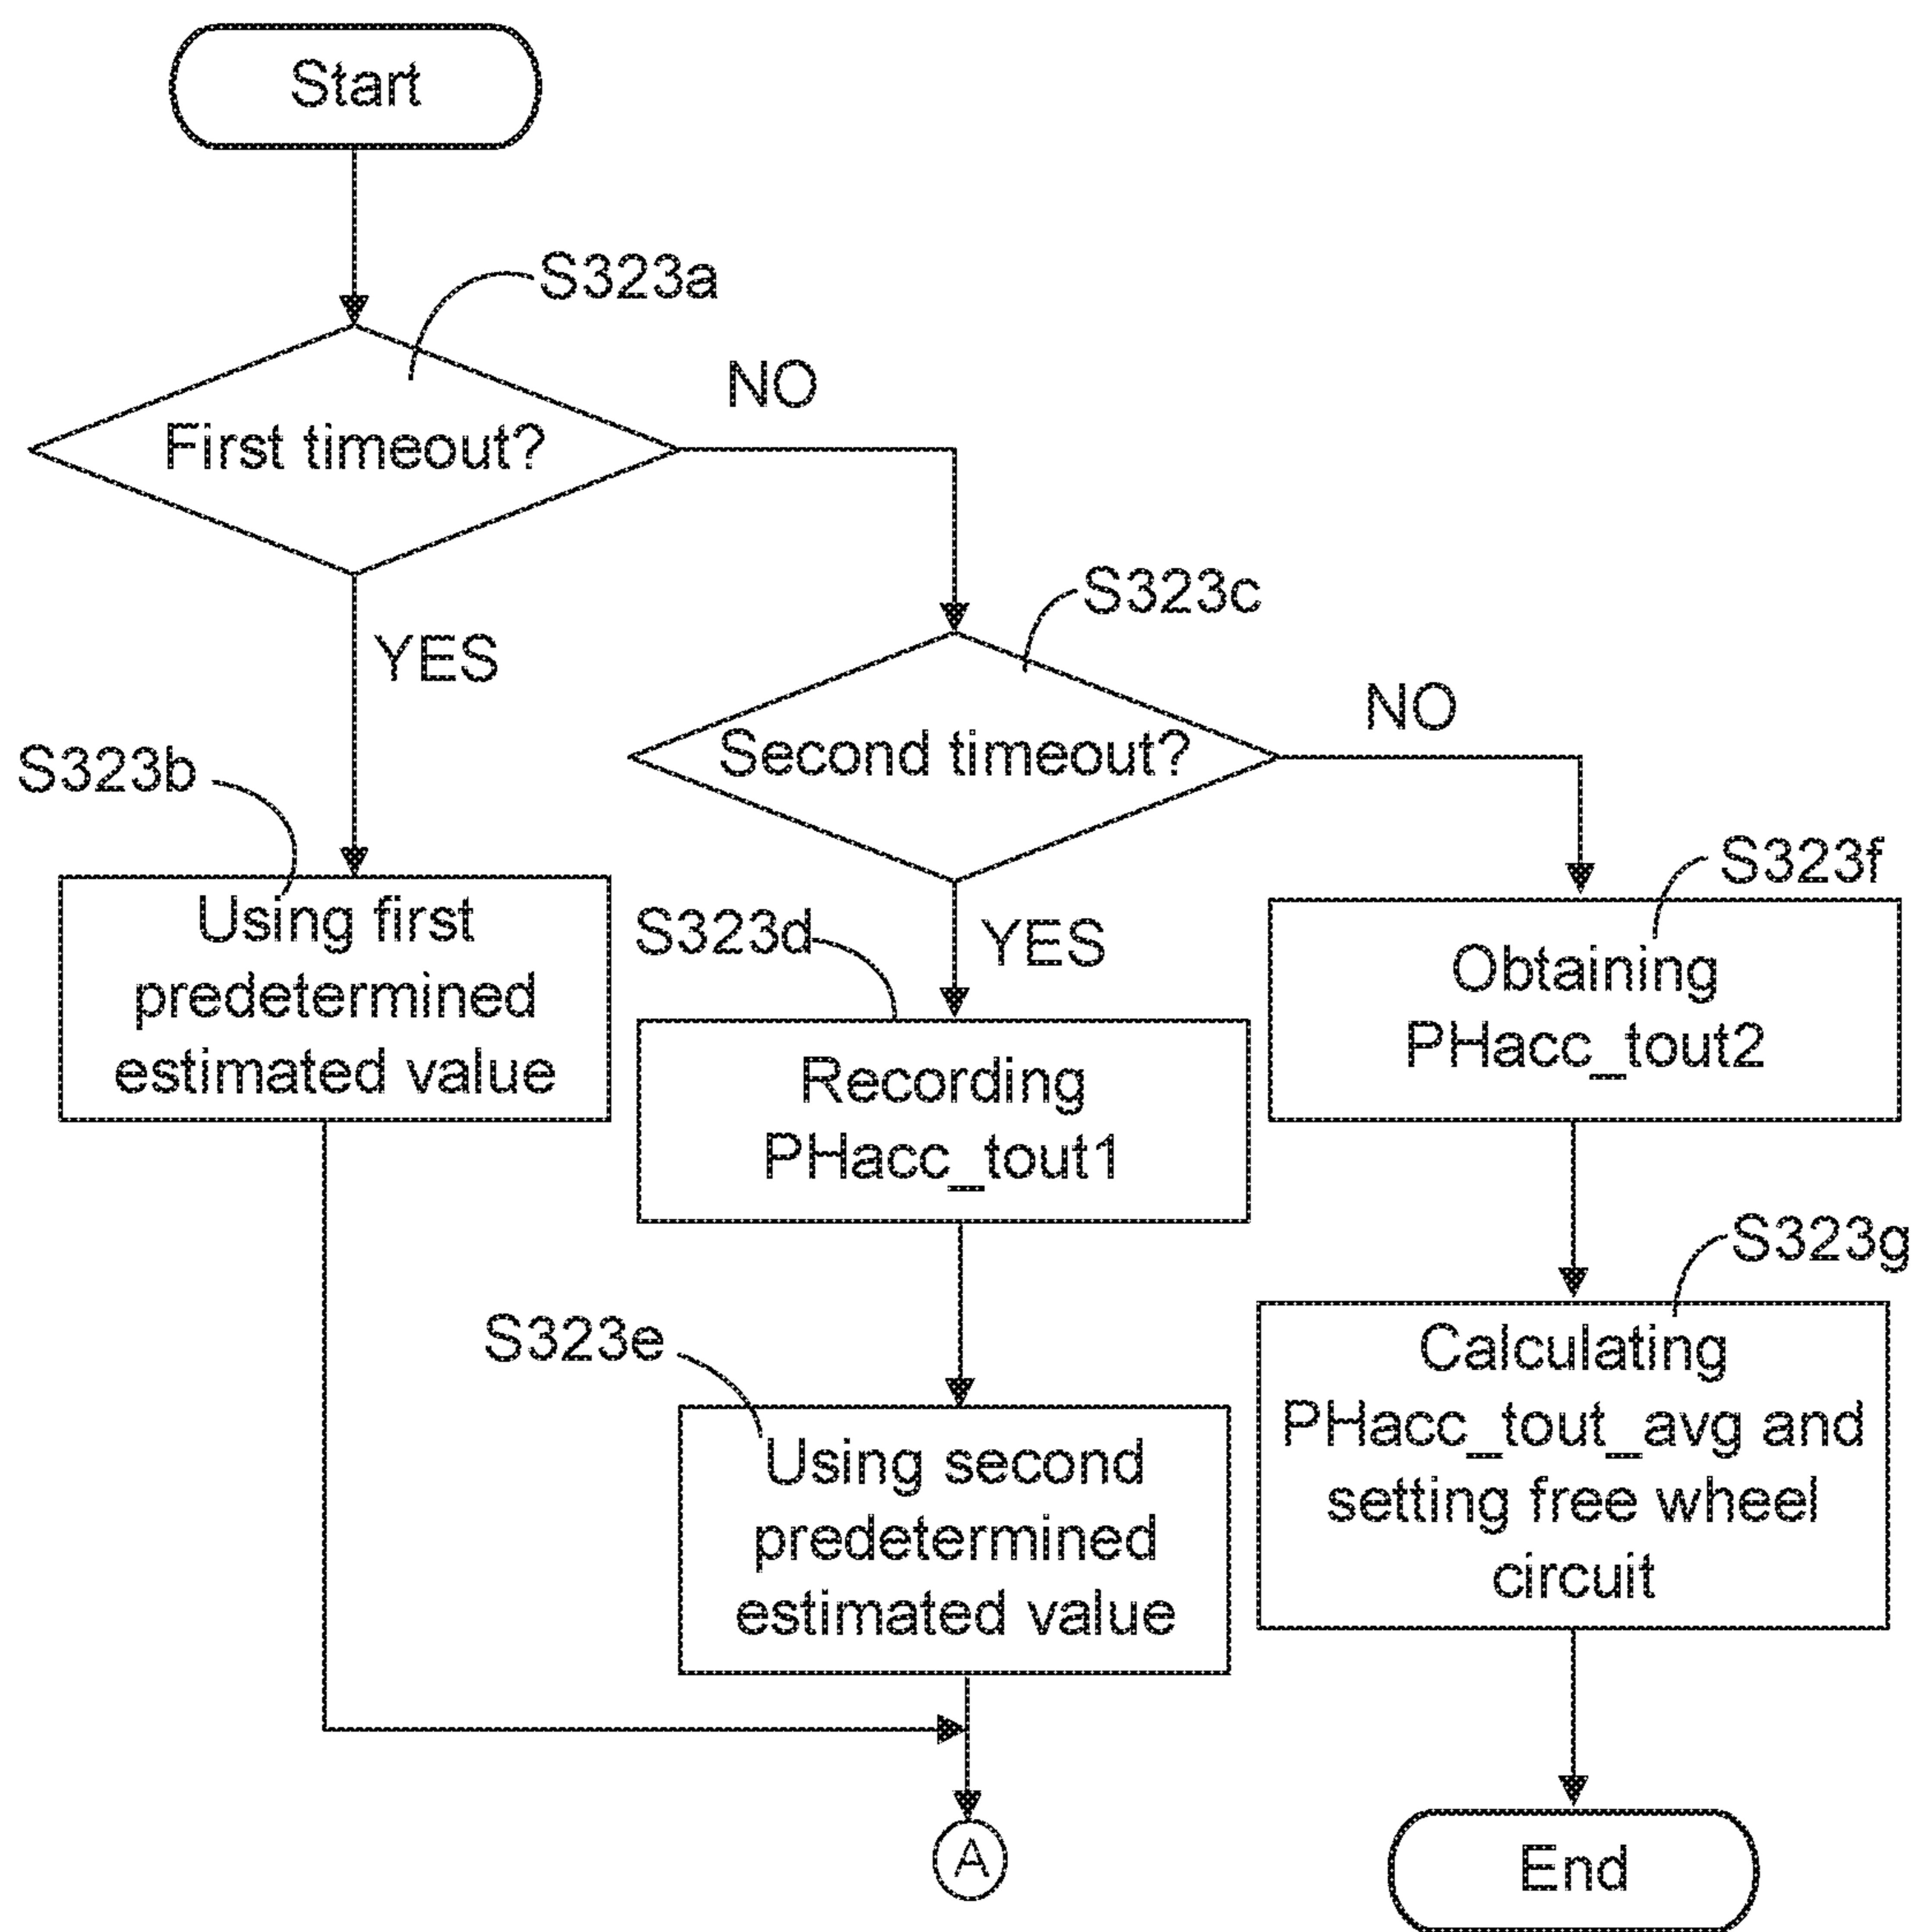 Start
S323a
First timeout?
NO
YES
S323c
Second timeout?
NO
S323b
Using first
predetermined
estimated value
S323d
YES
Recording
PHacc_tout1
S323f
Obtaining
PHacc_tout2
S323e
Using second
predetermined
estimated value
S323g
Calculating
PHacc_tout_avg and
setting free wheel
circuit
A
End